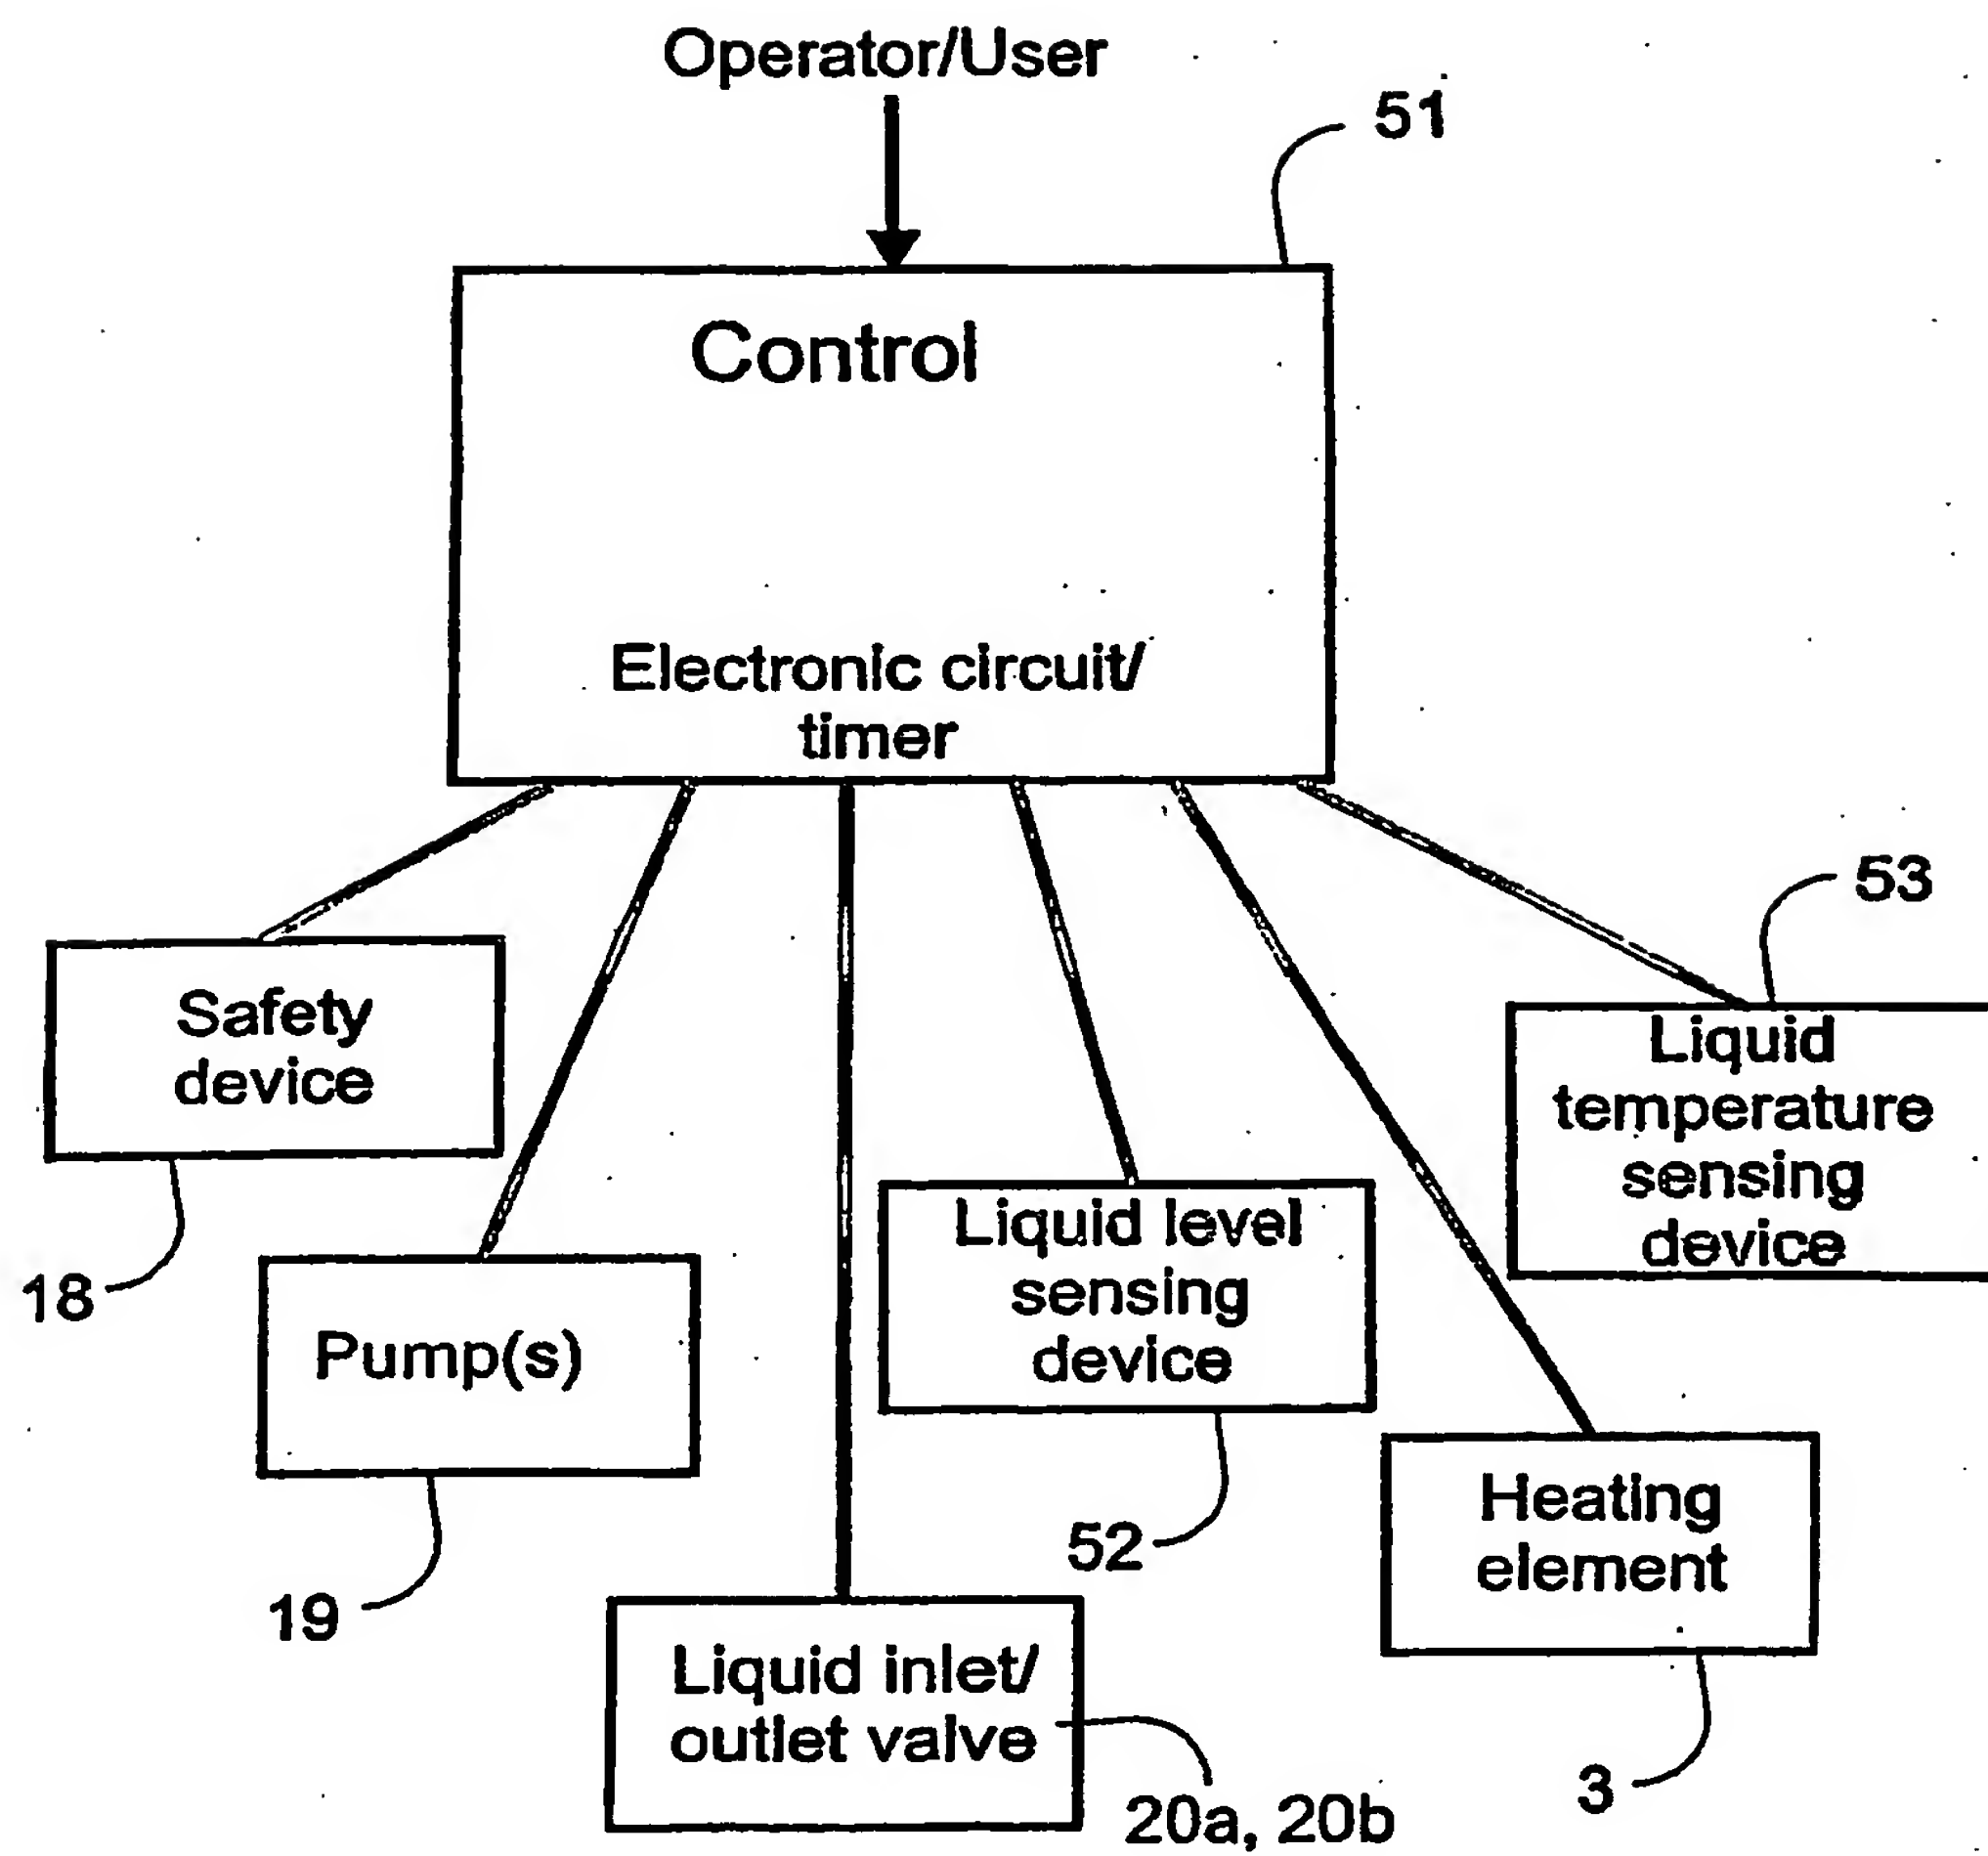 Operator/User
51
Control
Electronic circuit/
timer
53
Safety
device
18
Liquid
temperature
sensing
device
Pump(s)
19
Liquid level
sensing
device
52
Heating
element
3
Liquid inlet/
outlet valve
20a, 20b